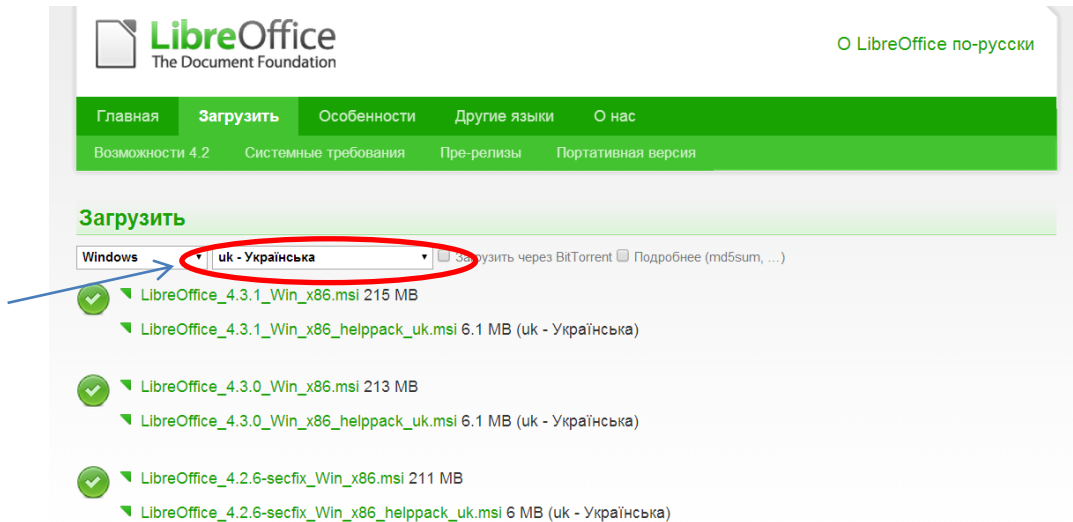 LibreOffice
The Document Foundation
О LibreOffice по-русски
Главная Загрузить Особенности Другие языки О нас
Возможности 4.2 Системные требования Пре-релизы Портативная версия
Загрузить
Windows uk - Українська Загрузить через BitTorrent Подробнее (md5sum, ...)
LibreOffice_4.3.1_Win_x86.msi 215 MB
LibreOffice_4.3.1_Win_x86_helppack_uk.msi 6.1 MB (uk - Українська)
LibreOffice_4.3.0_Win_x86.msi 213 MB
LibreOffice_4.3.0_Win_x86_helppack_uk.msi 6.1 MB (uk - Українська)
LibreOffice_4.2.6-secfix_Win_x86.msi 211 MB
LibreOffice_4.2.6-secfix_Win_x86_helppack_uk.msi 6 MB (uk - Українська)